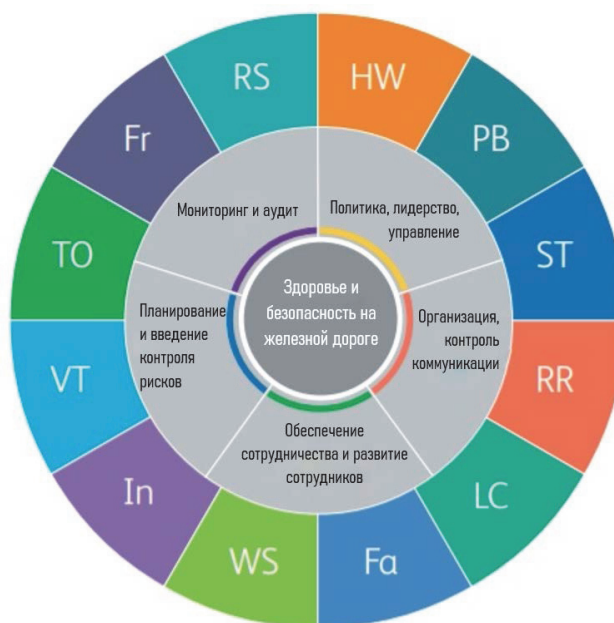 HW
PB
ST
RR
LC
Fa
WS
In
VT
TO
Fr
RS
Политика, лидерство,
управление
Организация,
контроль
коммуникации
Обеспечение
сотрудничества и развитие
сотрудников
Планирование
и введение
контроля
рисков
Мониторинг и аудит
Здоровье и
безопасность на
железной дороге